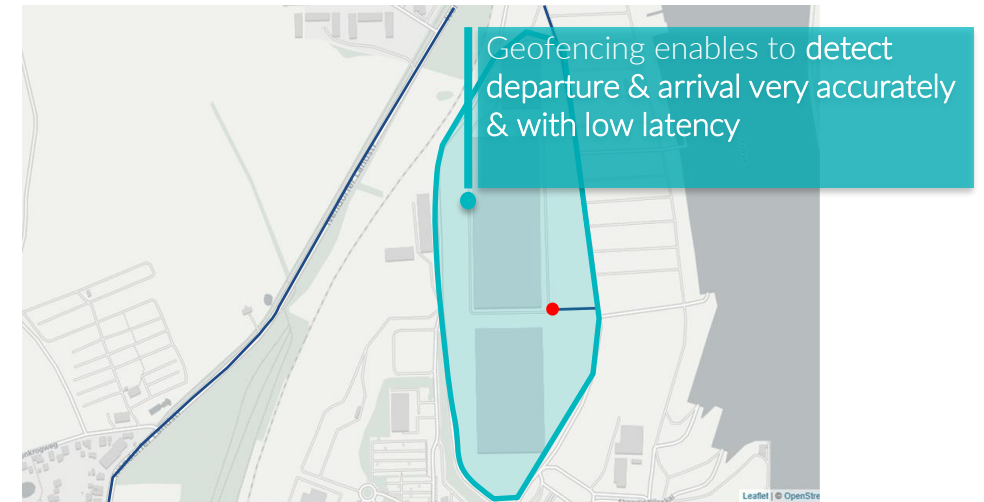 Geofencing enables to detect
departure & arrival very accurately
& with low latency
Leaflet | © OpenStre